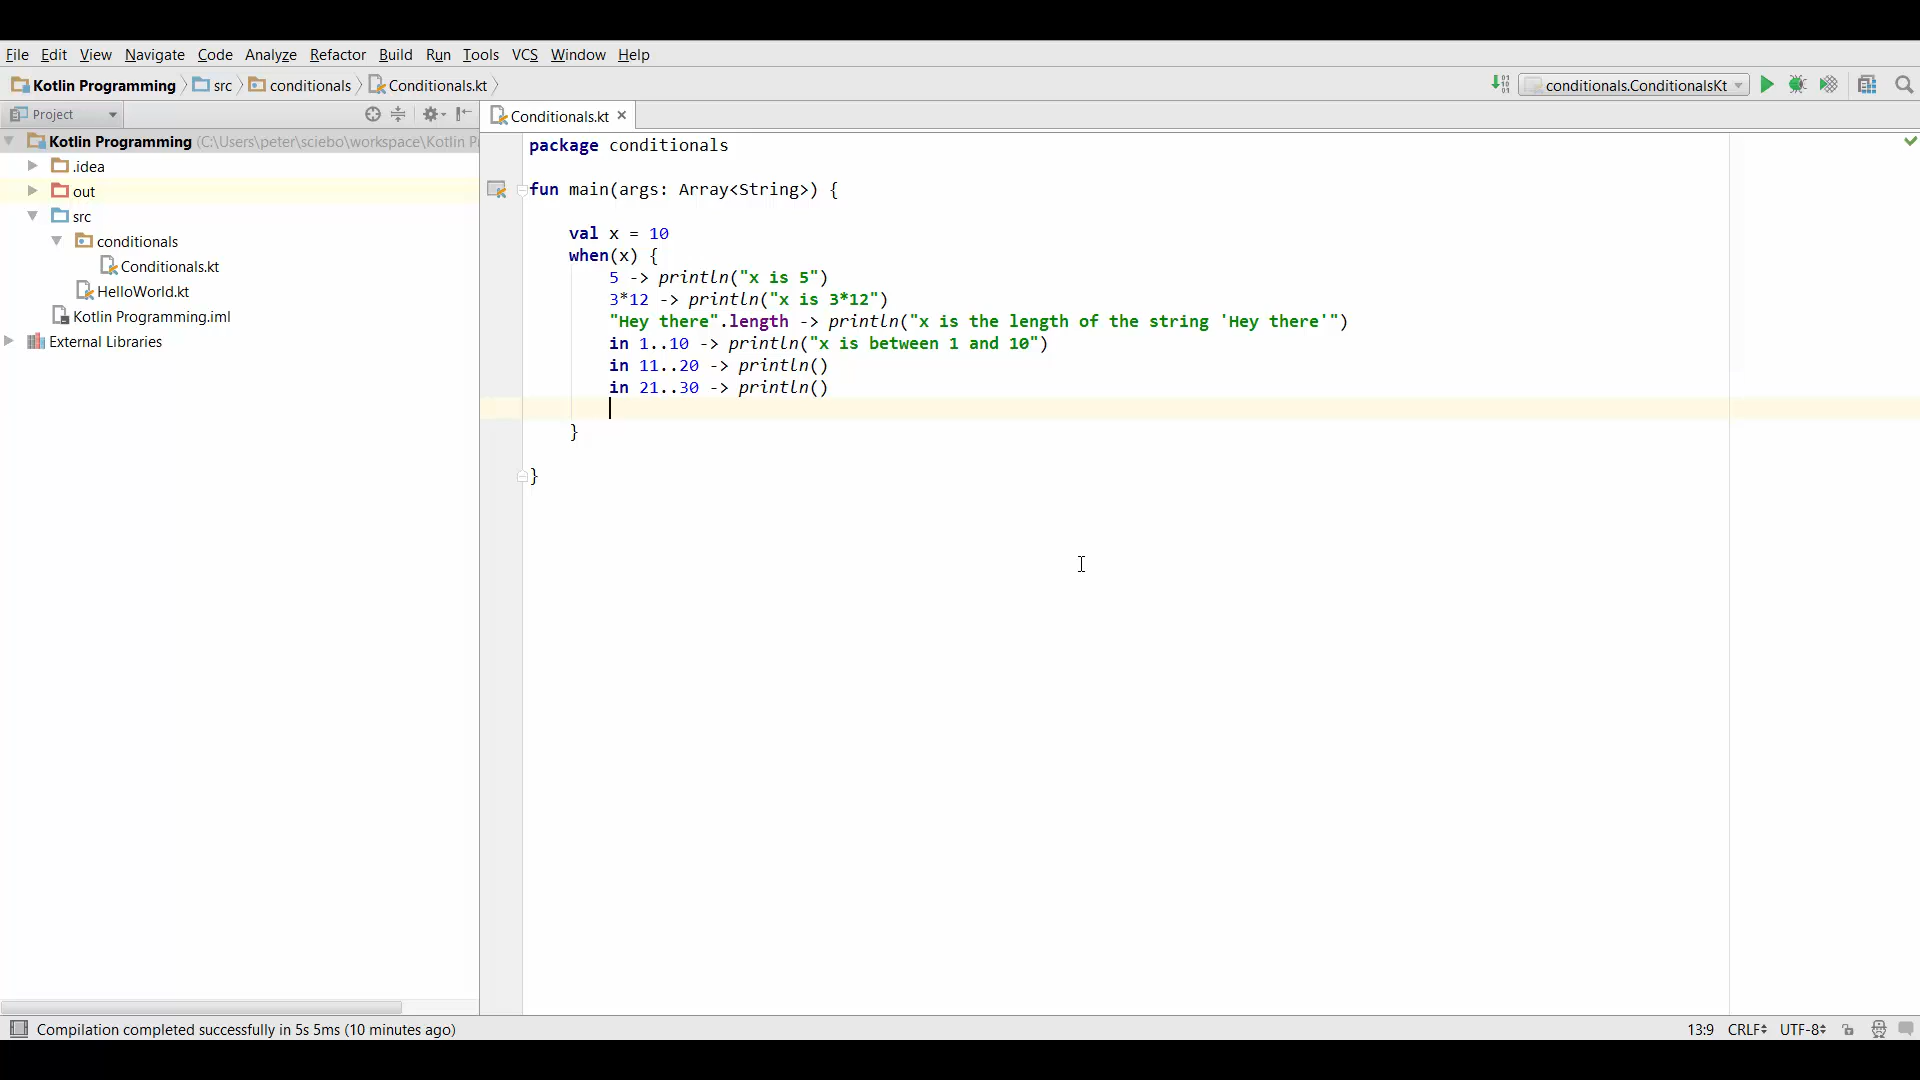 File Edit View Navigate Code Analyze Refactor Build Run Tools VCS Window Help
Kotlin Programming src conditionals Conditionals.kt conditionals.ConditionalsKt
Project
Conditionals.kt
Kotlin Programming (C:\Users\peter\sciebo\workspace\Kotlin P
.idea
out
src
conditionals
Conditionals.kt
HelloWorld.kt
Kotlin Programming.iml
External Libraries
package conditionals
fun main(args: Array<String>) {
val x = 10
when(x) {
5 -> println("x is 5")
3*12 -> println("x is 3*12")
"Hey there".length -> println("x is the length of the string 'Hey there'")
in 1..10 -> println("x is between 1 and 10")
in 11..20 -> println()
in 21..30 -> println()
}
}
Compilation completed successfully in 5s 5ms (10 minutes ago) 13:9 CRLF UTF-8